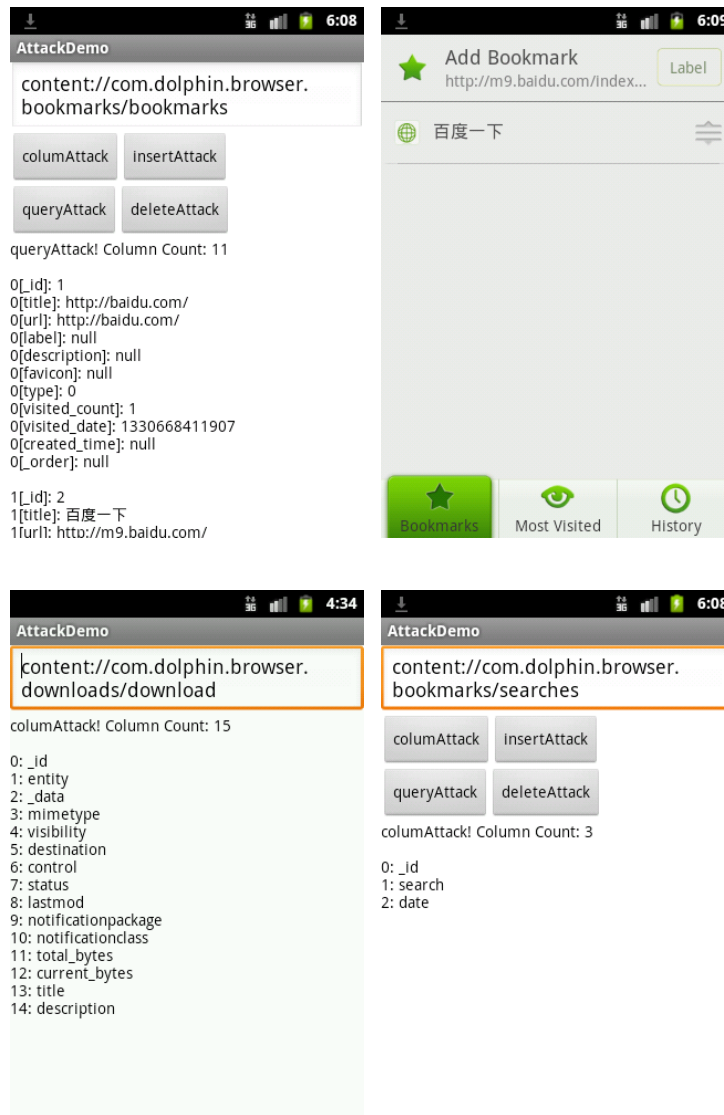 6:08
AttackDemo
content://com.dolphin.browser.
bookmarks/bookmarks
columAttack insertAttack
queryAttack deleteAttack
queryAttack! Column Count: 11
0[_id]: 1
0[title]: http://baidu.com/
0[url]: http://baidu.com/
0[label]: null
0[description]: null
0[favicon]: null
0[type]: 0
0[visited_count]: 1
0[visited_date]: 1330668411907
0[created_time]: null
0[_order]: null
1[_id]: 2
1[title]: 百度一下
1[url]: http://m9.baidu.com/
3G 6:09
Add Bookmark
http://m9.baidu.com/index...
Label
百度一下
Bookmarks Most Visited History
3G 4:34
AttackDemo
content://com.dolphin.browser.
downloads/download
columAttack! Column Count: 15
0: _id
1: entity
2: _data
3: mimetype
4: visibility
5: destination
6: control
7: status
8: lastmod
9: notificationpackage
10: notificationclass
11: total_bytes
12: current_bytes
13: title
14: description
3G 6:08
AttackDemo
content://com.dolphin.browser.
bookmarks/searches
columAttack insertAttack
queryAttack deleteAttack
columAttack! Column Count: 3
0: _id
1: search
2: date